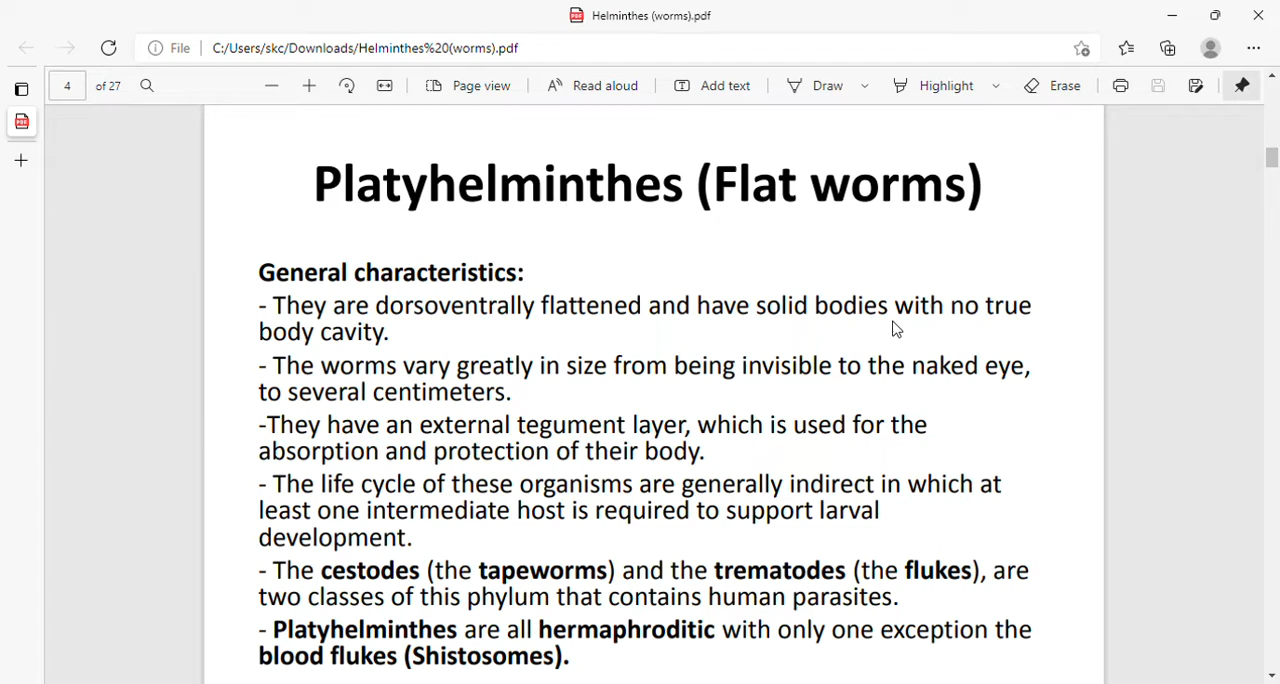 Helminthes (worms).pdf
File C:/Users/skc/Downloads/Helminthes%20(worms).pdf
4 of 27 Page view Read aloud Add text Draw Highlight Erase
Platyhelminthes (Flat worms)
General characteristics:
- They are dorsoventrally flattened and have solid bodies with no true
body cavity.
- The worms vary greatly in size from being invisible to the naked eye,
to several centimeters.
-They have an external tegument layer, which is used for the
absorption and protection of their body.
- The life cycle of these organisms are generally indirect in which at
least one intermediate host is required to support larval
development.
- The cestodes (the tapeworms) and the trematodes (the flukes), are
two classes of this phylum that contains human parasites.
- Platyhelminthes are all hermaphroditic with only one exception the
blood flukes (Shistosomes).